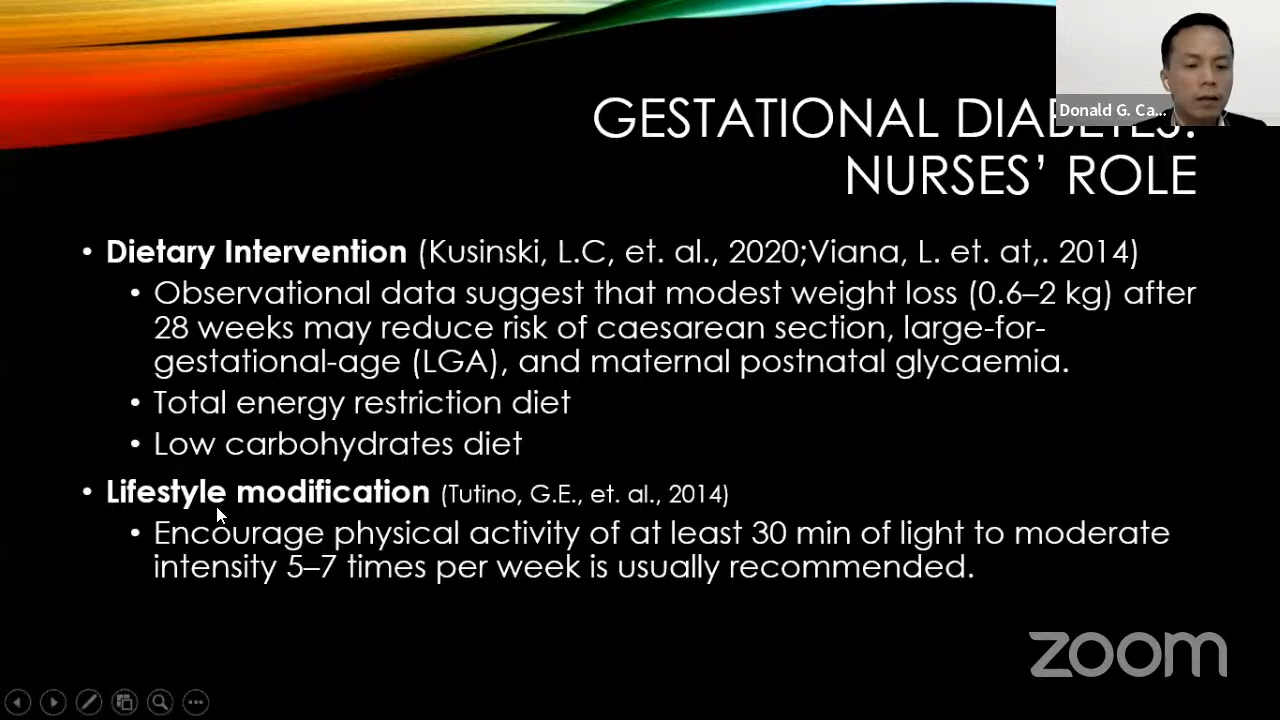 GESTATIONAL DIABETES:
NURSES’ ROLE
Donald G. Ca...
• Dietary Intervention (Kusinski, L.C, et. al., 2020;Viana, L. et. at,. 2014)
• Observational data suggest that modest weight loss (0.6–2 kg) after
28 weeks may reduce risk of caesarean section, large-for-
gestational-age (LGA), and maternal postnatal glycaemia.
• Total energy restriction diet
• Low carbohydrates diet
• Lifestyle modification (Tutino, G.E., et. al., 2014)
• Encourage physical activity of at least 30 min of light to moderate
intensity 5–7 times per week is usually recommended.
zoom